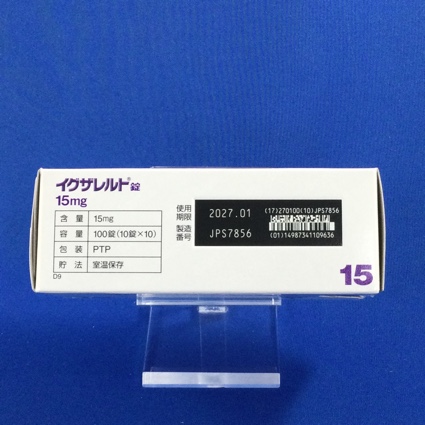 イグザレルト錠
15mg
含量 15mg
容量 100錠(10錠×10)
包装 PTP
貯法 室温保存
D9
使用期限 2027.01
製造番号 JPS7856
(17)270100(10)JPS7856
(01)14987341109636
15